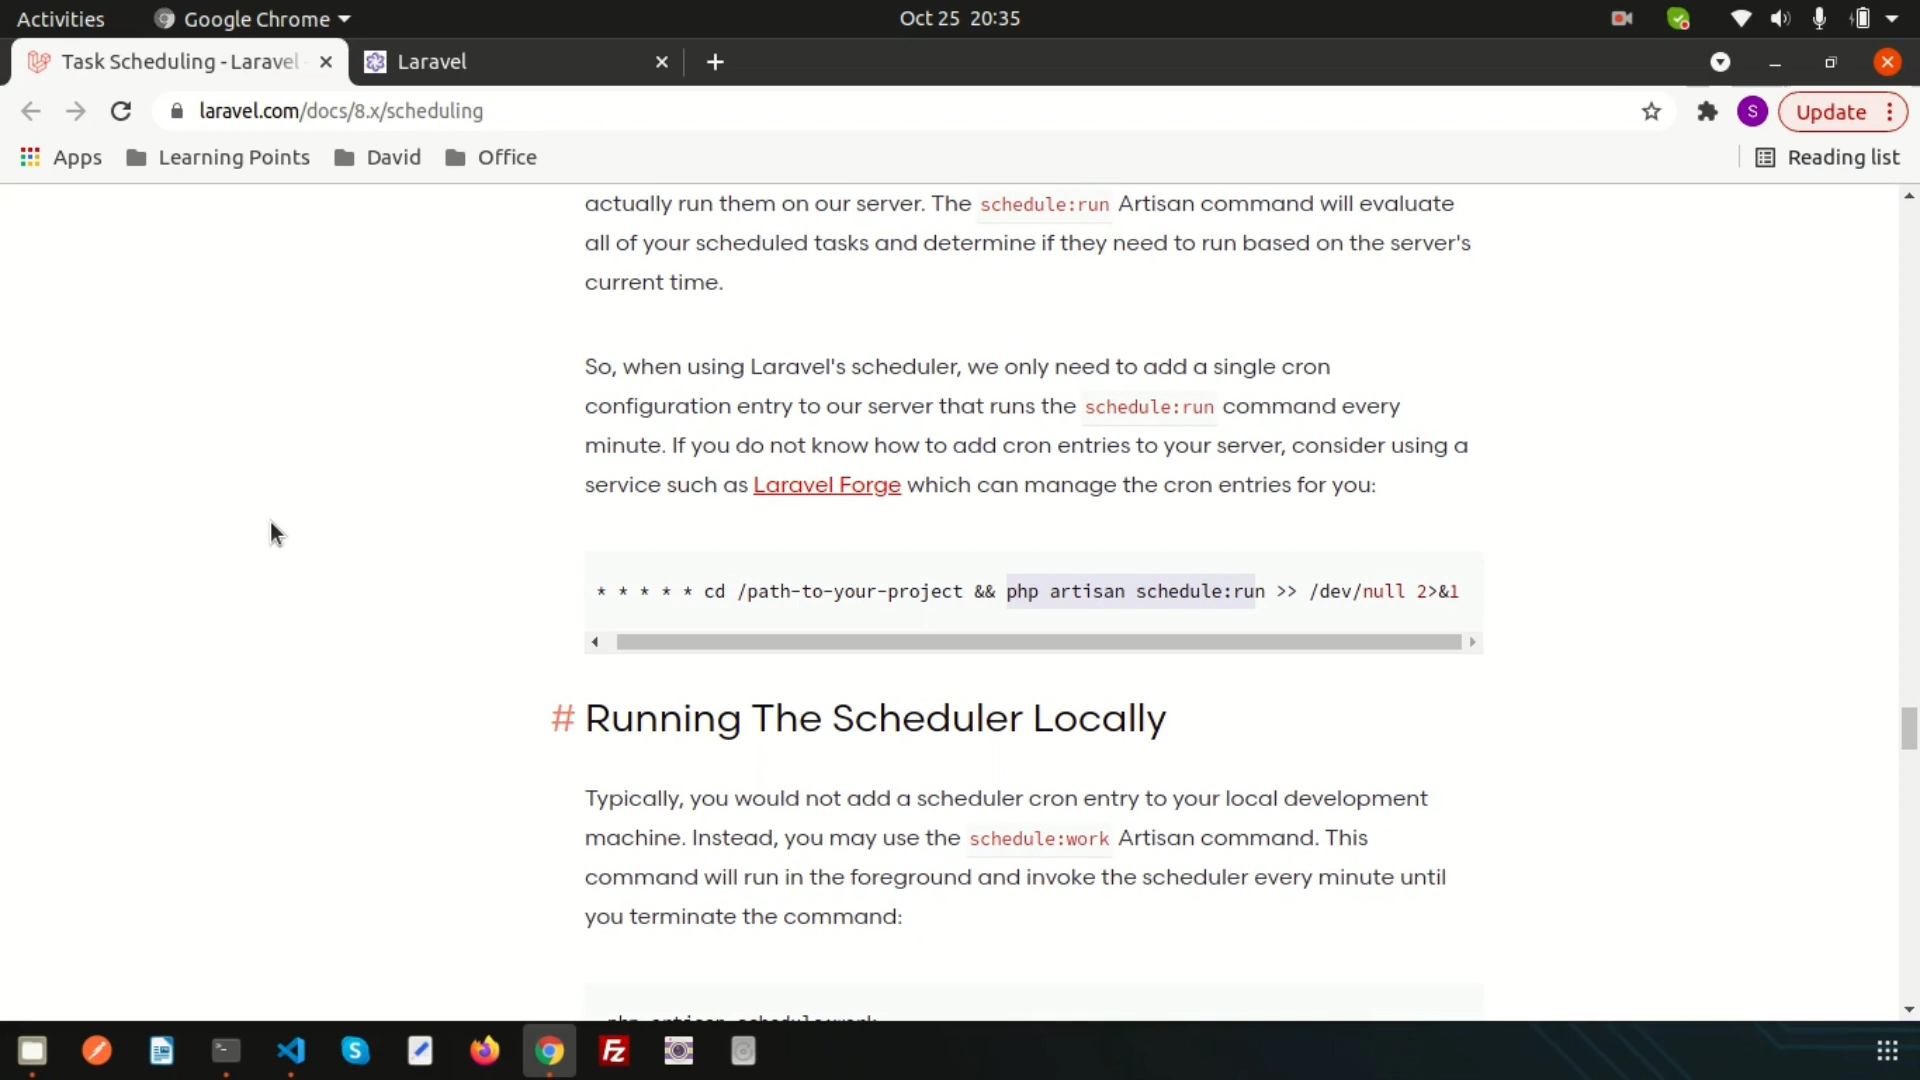 Activities
Google Chrome
Oct 25 20:35
Task Scheduling - Laravel
Laravel
laravel.com/docs/8.x/scheduling
S
Update
Apps
Learning Points
David
Office
Reading list
actually run them on our server. The schedule:run Artisan command will evaluate
all of your scheduled tasks and determine if they need to run based on the server's
current time.
So, when using Laravel's scheduler, we only need to add a single cron
configuration entry to our server that runs the schedule:run command every
minute. If you do not know how to add cron entries to your server, consider using a
service such as Laravel Forge which can manage the cron entries for you:
* * * * * cd /path-to-your-project && php artisan schedule:run >> /dev/null 2>&1
# Running The Scheduler Locally
Typically, you would not add a scheduler cron entry to your local development
machine. Instead, you may use the schedule:work Artisan command. This
command will run in the foreground and invoke the scheduler every minute until
you terminate the command:
php artisan schedule:work